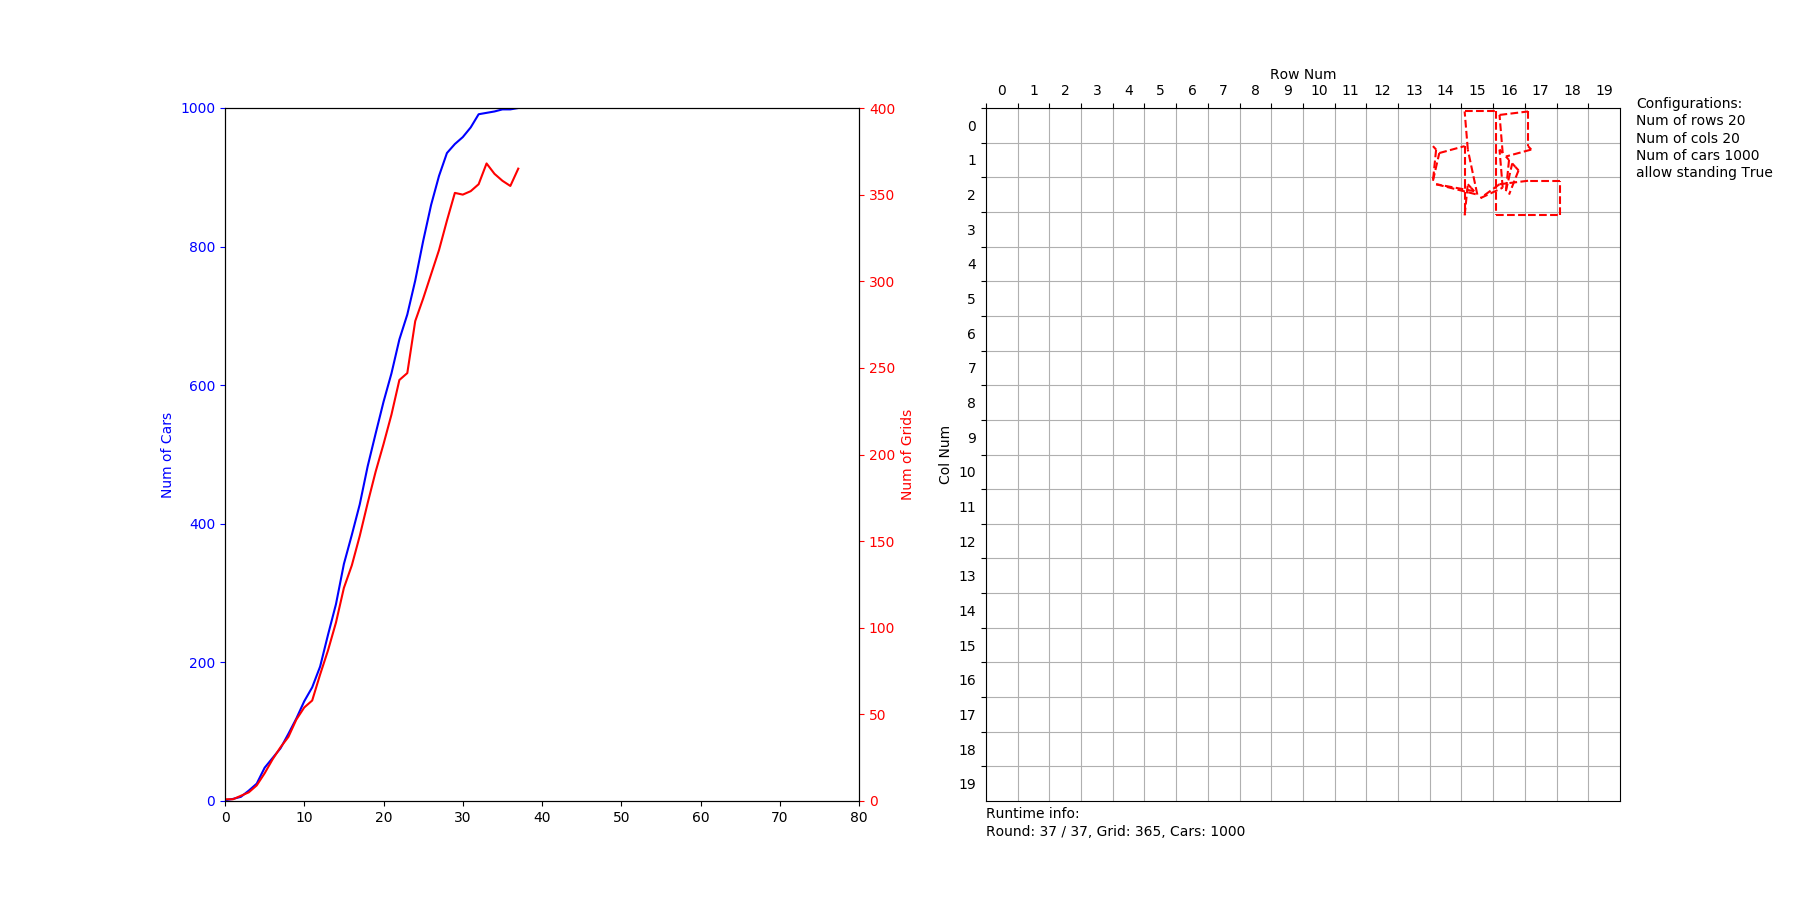 Row Num
0 1 2 3 4 5 6 7 8 9 10 11 12 13 14 15 16 17 18 19
Configurations:
Num of rows 20
Num of cols 20
Num of cars 1000
allow standing True
1000
800
600
400
200
0
Num of Cars
0 10 20 30 40 50 60 70 80
400
350
300
250
200
150
100
50
0
Num of Grids
Col Num
0
1
2
3
4
5
6
7
8
9
10
11
12
13
14
15
16
17
18
19
Runtime info:
Round: 37 / 37, Grid: 365, Cars: 1000